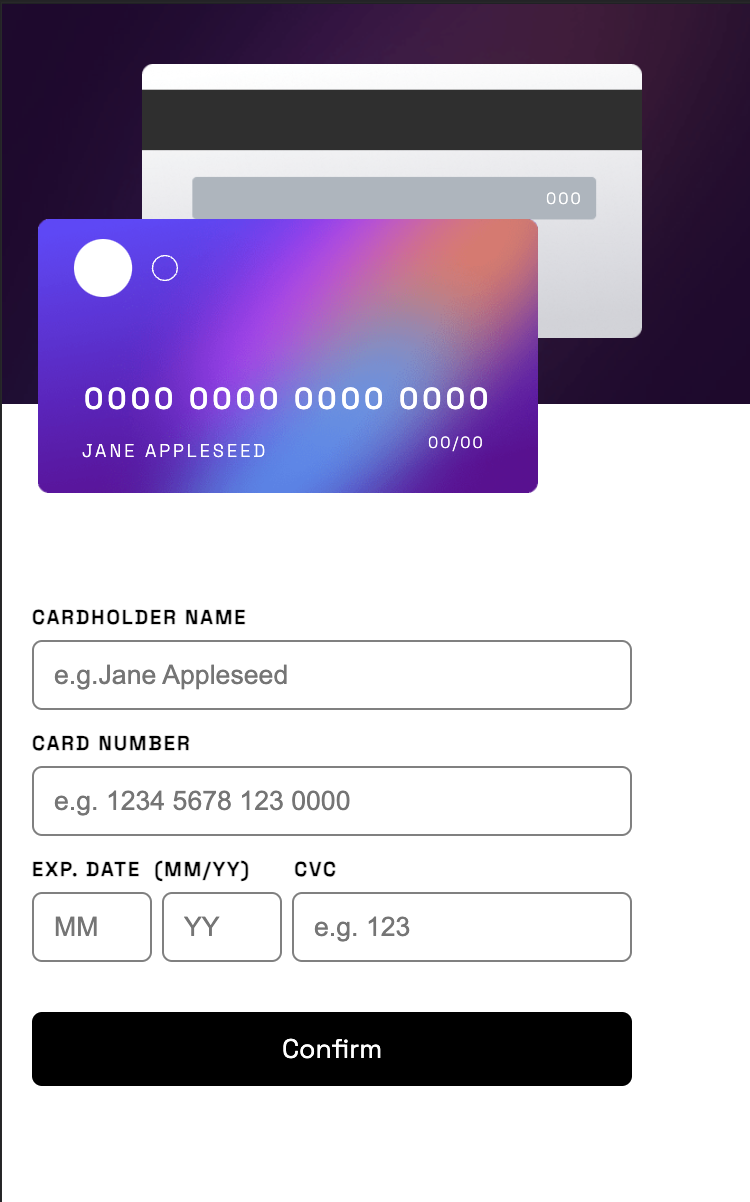 000
0000 0000 0000 0000
JANE APPLESEED 00/00
CARDHOLDER NAME
e.g.Jane Appleseed
CARD NUMBER
e.g. 1234 5678 123 0000
EXP. DATE (MM/YY) CVC
MM YY e.g. 123
Confirm